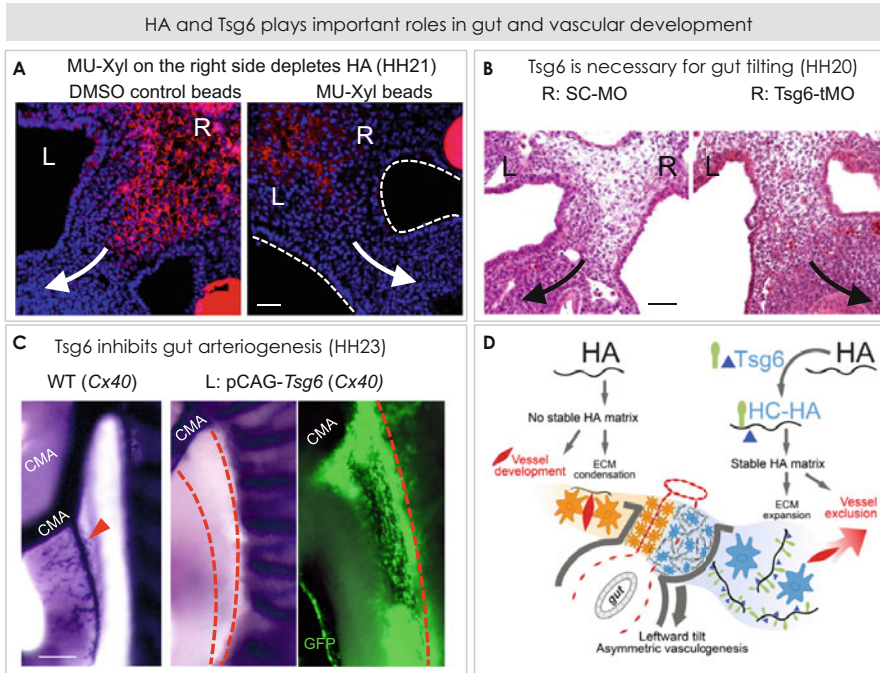 HA and Tsg6 plays important roles in gut and vascular development
A
MU-Xyl on the right side depletes HA (HH21)
DMSO control beads
MU-Xyl beads
L
R
L
R
B
Tsg6 is necessary for gut tilting (HH20)
R: SC-MO
R: Tsg6-tMO
L
R
L
C
Tsg6 inhibits gut arteriogenesis (HH23)
WT (Cx40)
L: pCAG-Tsg6 (Cx40)
CMA
CMA
CMA
CMA
GFP
D
HA
Tsg6
HA
HC-HA
No stable HA matrix
Stable HA matrix
Vessel
development
ECM
condensation
ECM
expansion
Vessel
exclusion
gut
Leftward tilt
Asymmetric vasculogenesis